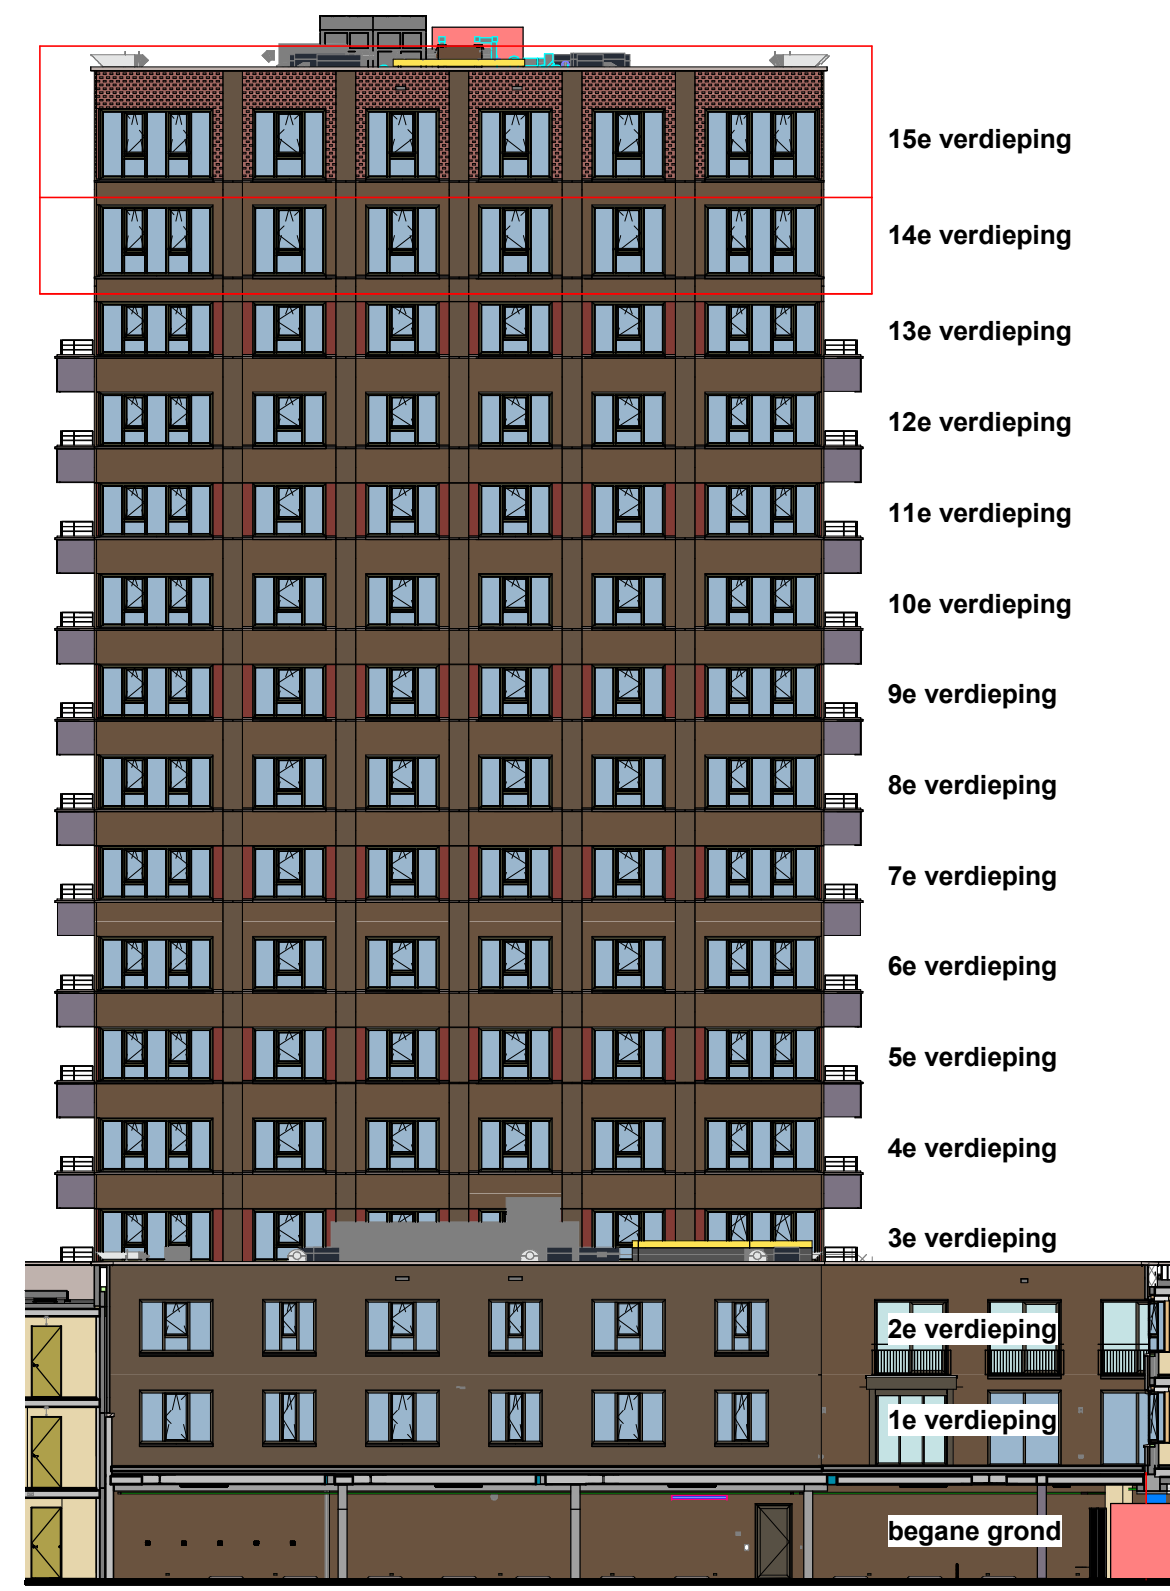 15e verdieping
14e verdieping
13e verdieping
12e verdieping
11e verdieping
10e verdieping
9e verdieping
8e verdieping
7e verdieping
6e verdieping
5e verdieping
4e verdieping
3e verdieping
2e verdieping
1e verdieping
begane grond